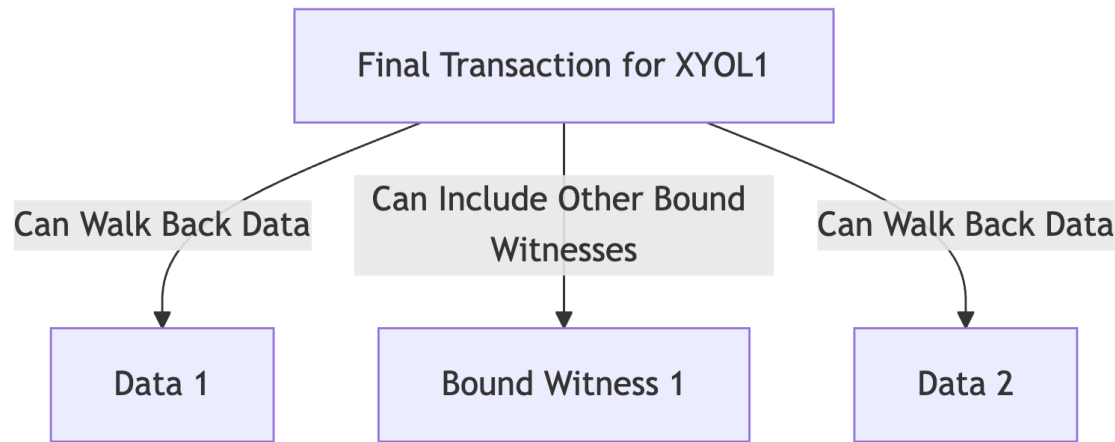 Final Transaction for XYOL1
Can Walk Back Data
Can Include Other Bound
Witnesses
Can Walk Back Data
Data 1
Bound Witness 1
Data 2